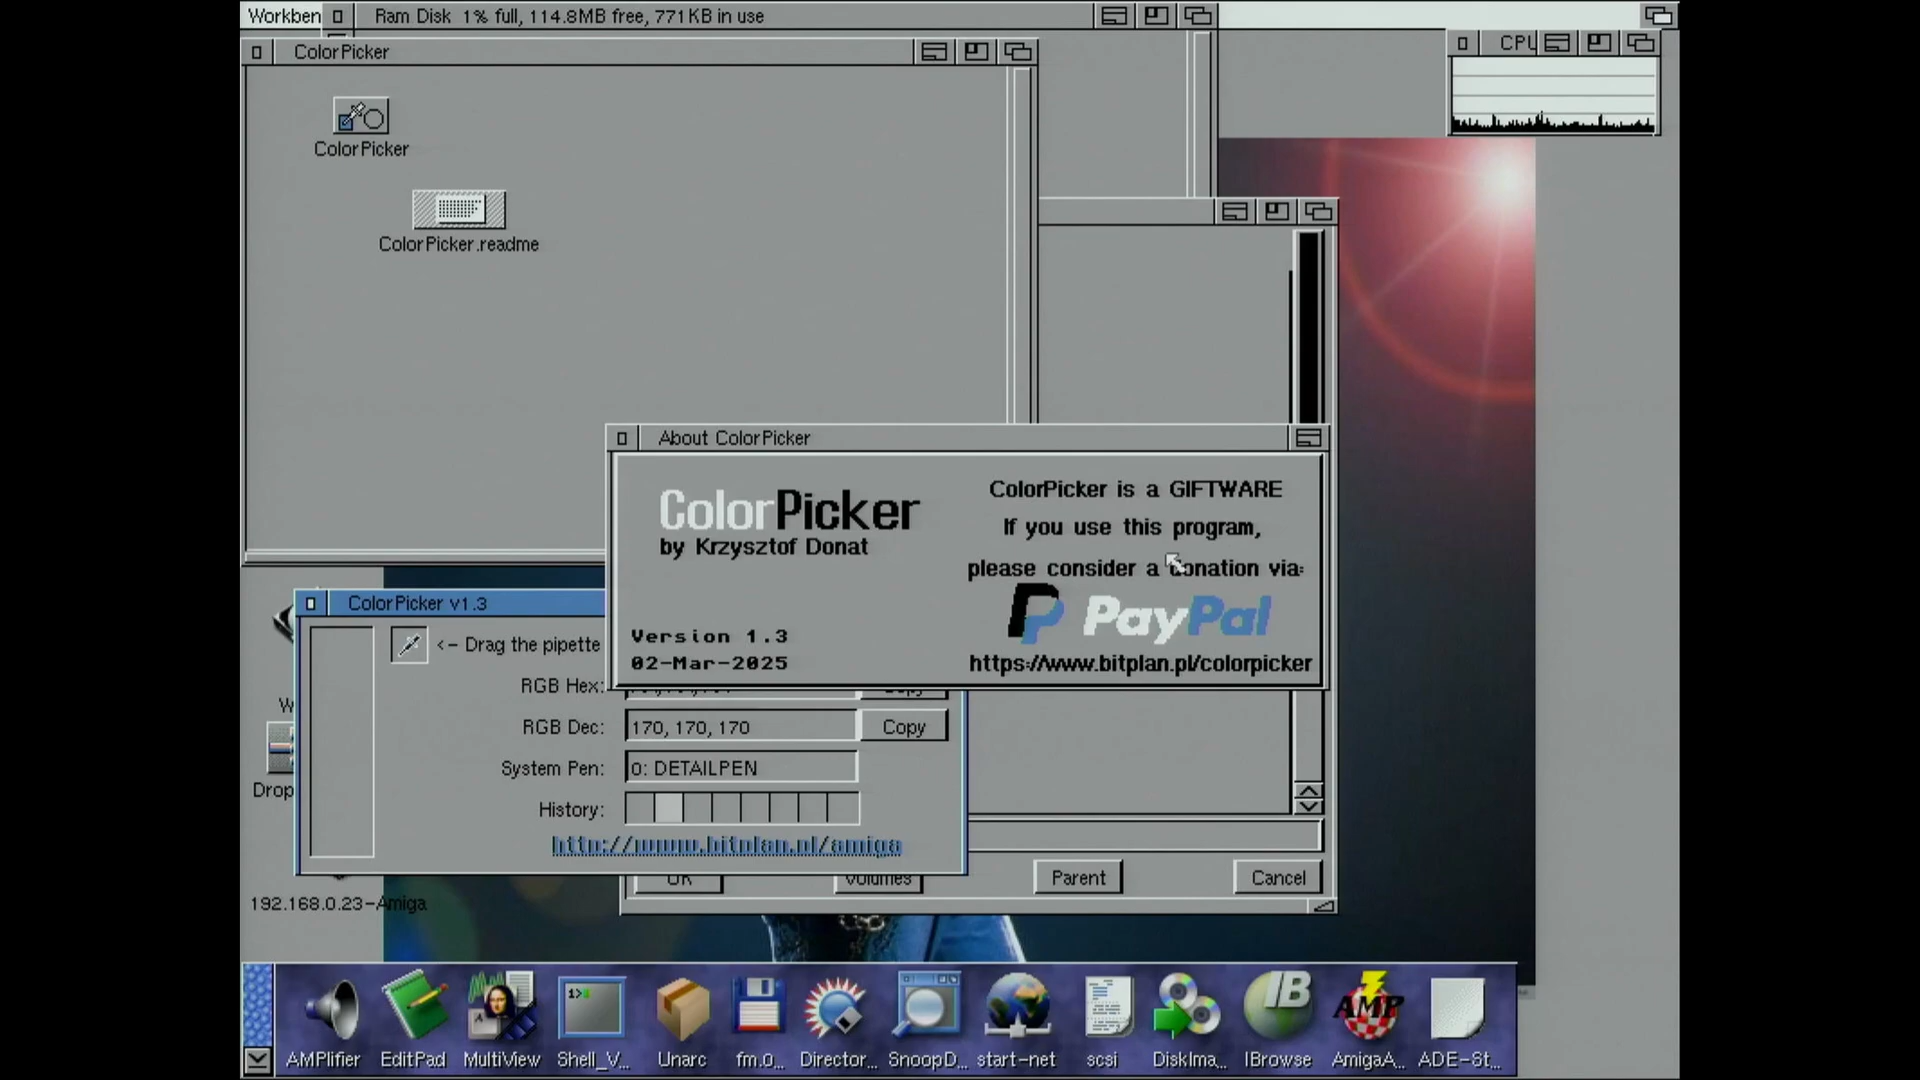 Workben
Ram Disk 1% full, 114.8MB free, 771KB in use
CPU
ColorPicker
ColorPicker
ColorPicker.readme
About ColorPicker
ColorPicker
by Krzysztof Donat
Version 1.3
02-Mar-2025
ColorPicker is a GIFTWARE
If you use this program,
please consider a donation via:
PayPal
https://www.bitplan.pl/colorpicker
ColorPicker v1.3
<- Drag the pipette
RGB Hex:
RGB Dec: 170, 170, 170 Copy
System Pen: 0: DETAILPEN
History:
http://www.bitplan.pl/amiga
W
Drop
192.168.0.23-Amiga
OK Volumes Parent Cancel
AMPlifier EditPad MultiView Shell_V... Unarc fm.0... Director... SnoopD... start-net scsi DiskIma... IBrowse AmigaA... ADE-St...